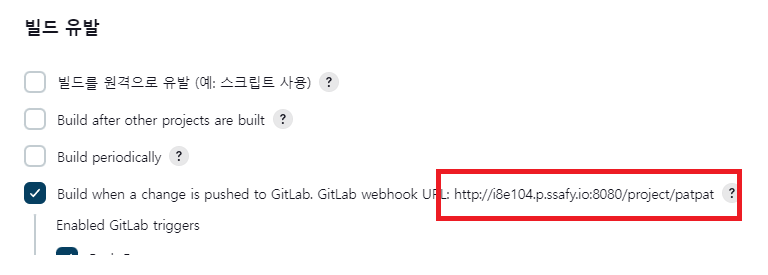 빌드 유발
빌드를 원격으로 유발 (예: 스크립트 사용) ?
Build after other projects are built ?
Build periodically ?
Build when a change is pushed to GitLab. GitLab webhook URL: http://i8e104.p.ssafy.io:8080/project/patpat ?
Enabled GitLab triggers